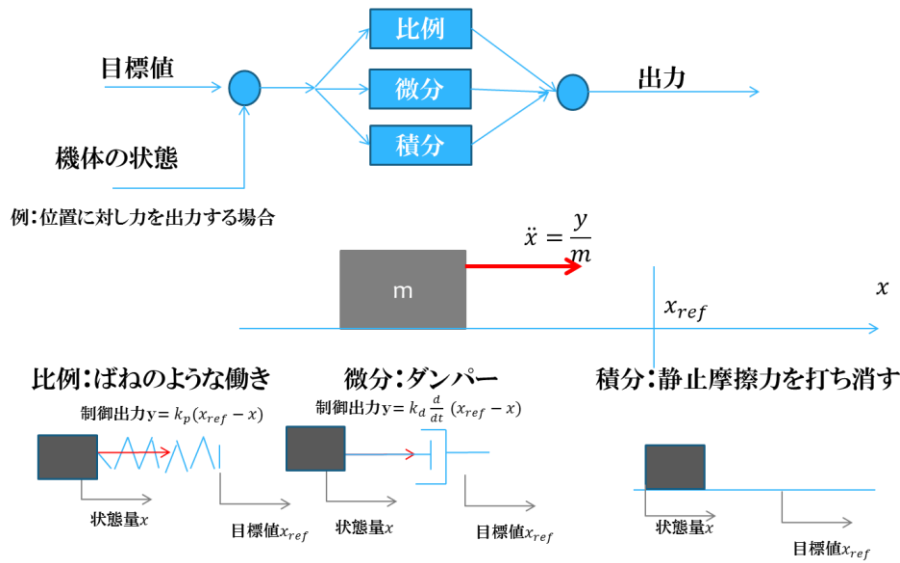 比例
目標値
微分
出力
積分
機体の状態
例：位置に対し力を出力する場合
ẍ = y/m
m
x
x_ref
比例：ばねのような働き
制御出力y= k_p(x_ref − x)
状態量x
目標値x_ref
微分：ダンパー
制御出力y= k_d d/dt (x_ref − x)
状態量x
目標値x_ref
積分：静止摩擦力を打ち消す
状態量x
目標値x_ref